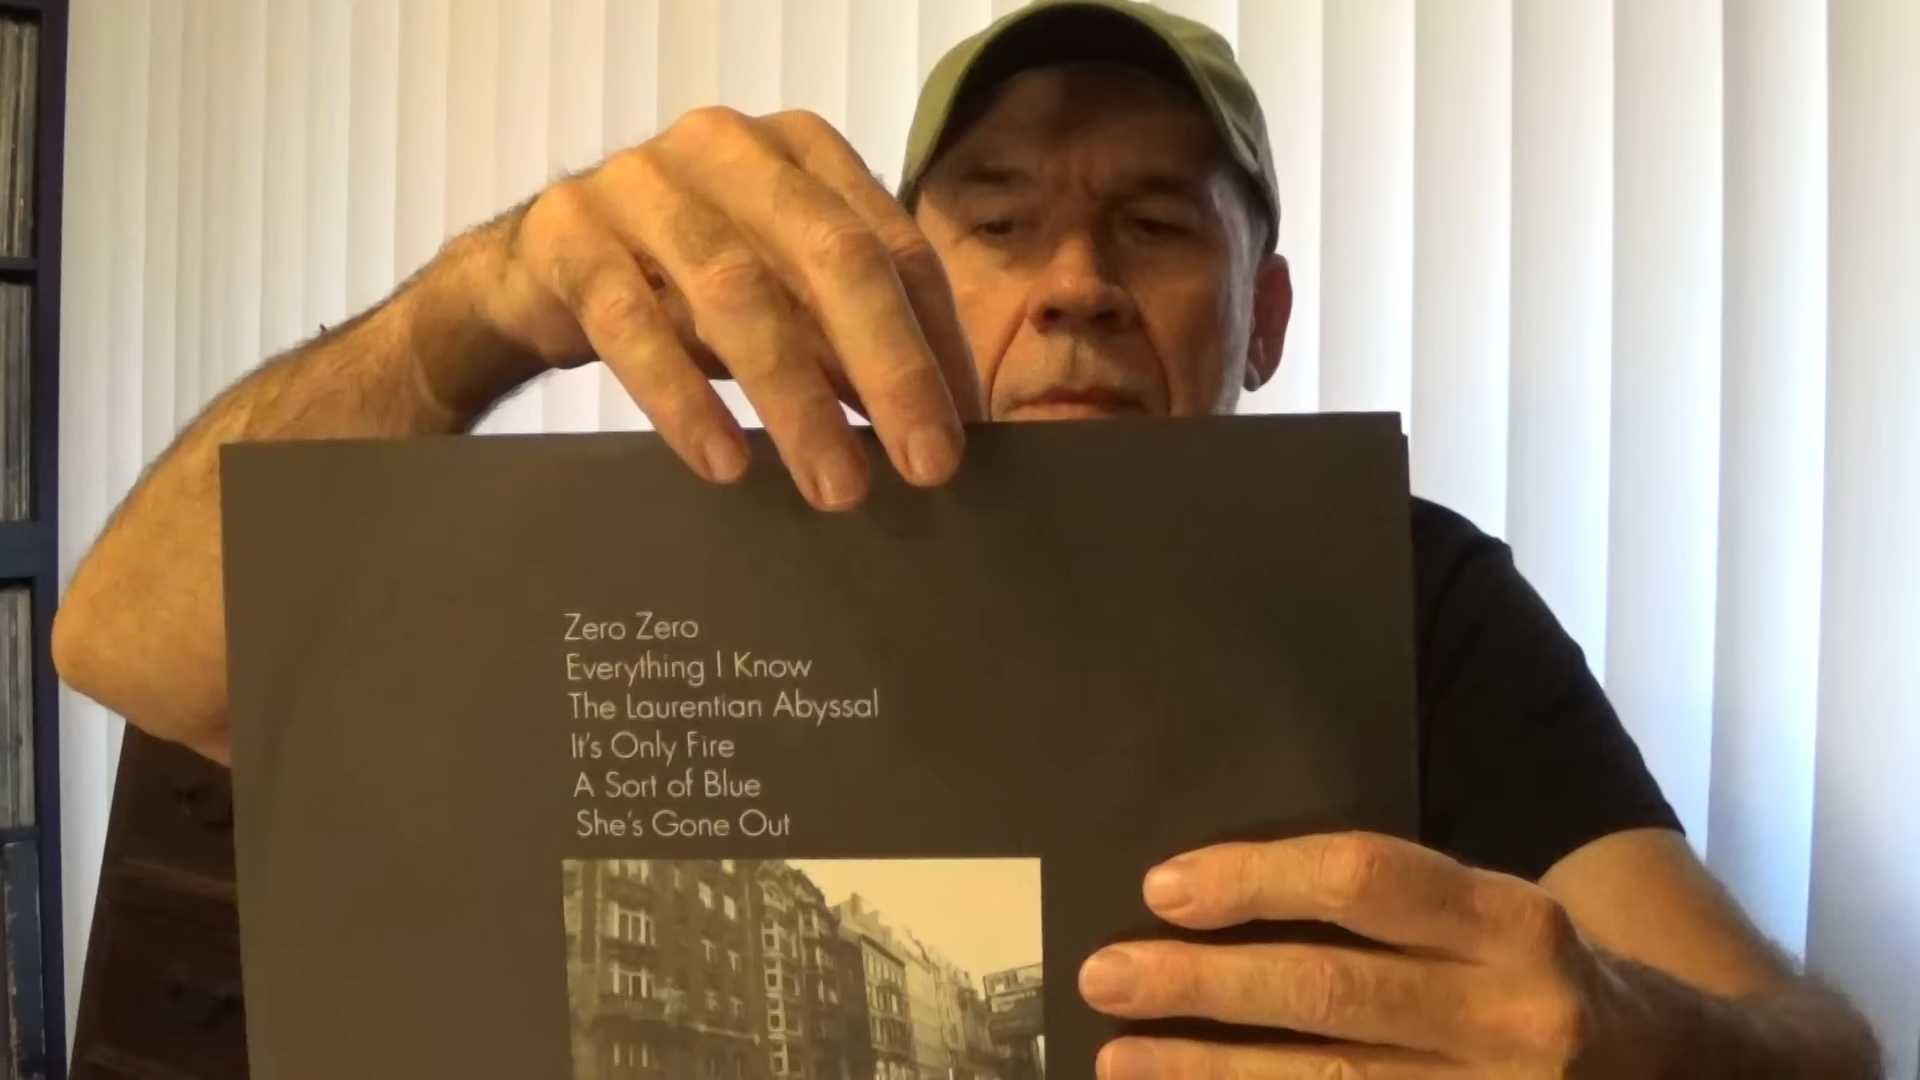 Zero Zero
Everything I Know
The Laurentian Abyssal
It's Only Fire
A Sort of Blue
She's Gone Out